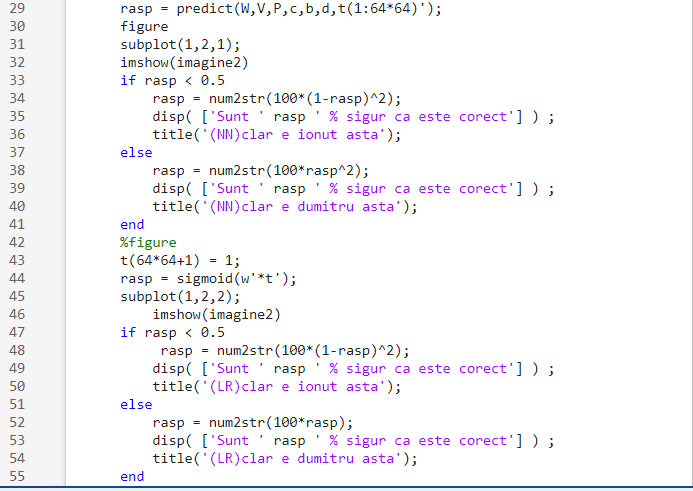 29 rasp = predict(W,V,P,c,b,d,t(1:64*64)');
30 figure
31 subplot(1,2,1);
32 imshow(imagine2)
33 if rasp < 0.5
34 rasp = num2str(100*(1-rasp)^2);
35 disp( ['Sunt ' rasp ' % sigur ca este corect'] ) ;
36 title('(NN)clar e ionut asta');
37 else
38 rasp = num2str(100*rasp^2);
39 disp( ['Sunt ' rasp ' % sigur ca este corect'] ) ;
40 title('(NN)clar e dumitru asta');
41 end
42 %figure
43 t(64*64+1) = 1;
44 rasp = sigmoid(w'*t');
45 subplot(1,2,2);
46 imshow(imagine2)
47 if rasp < 0.5
48 rasp = num2str(100*(1-rasp)^2);
49 disp( ['Sunt ' rasp ' % sigur ca este corect'] ) ;
50 title('(LR)clar e ionut asta');
51 else
52 rasp = num2str(100*rasp);
53 disp( ['Sunt ' rasp ' % sigur ca este corect'] ) ;
54 title('(LR)clar e dumitru asta');
55 end